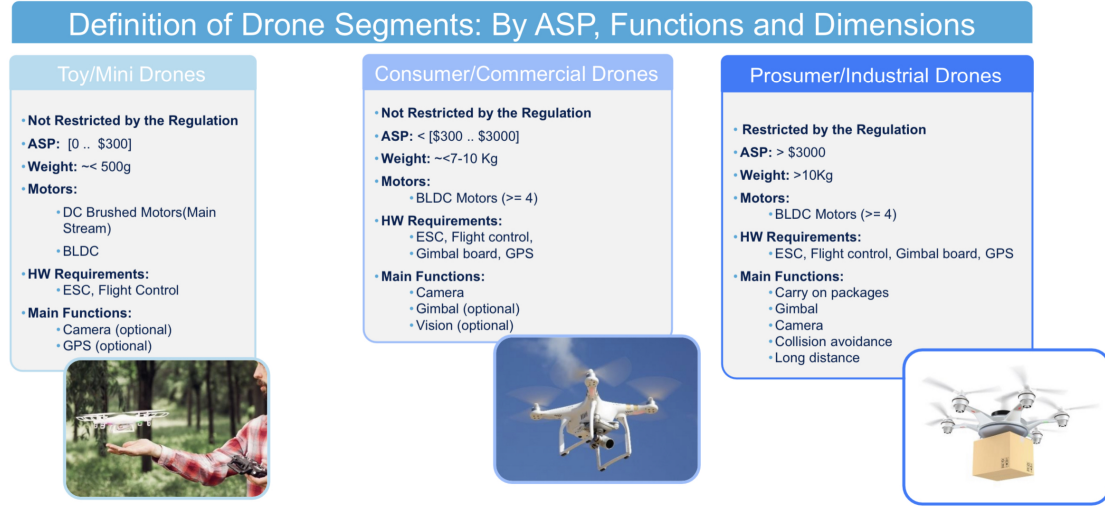 Definition of Drone Segments: By ASP, Functions and Dimensions
Toy/Mini Drones
•Not Restricted by the Regulation
•ASP: [0 .. $300]
•Weight: ~< 500g
•Motors:
•DC Brushed Motors(Main
Stream)
•BLDC
•HW Requirements:
•ESC, Flight Control
•Main Functions:
•Camera (optional)
•GPS (optional)
Consumer/Commercial Drones
•Not Restricted by the Regulation
•ASP: < [$300 .. $3000]
•Weight: ~<7-10 Kg
•Motors:
•BLDC Motors (>= 4)
•HW Requirements:
•ESC, Flight control,
Gimbal board, GPS
•Main Functions:
•Camera
•Gimbal (optional)
•Vision (optional)
Prosumer/Industrial Drones
• Restricted by the Regulation
•ASP: > $3000
•Weight: >10Kg
•Motors:
•BLDC Motors (>= 4)
•HW Requirements:
•ESC, Flight control, Gimbal board, GPS
•Main Functions:
•Carry on packages
•Gimbal
•Camera
•Collision avoidance
•Long distance